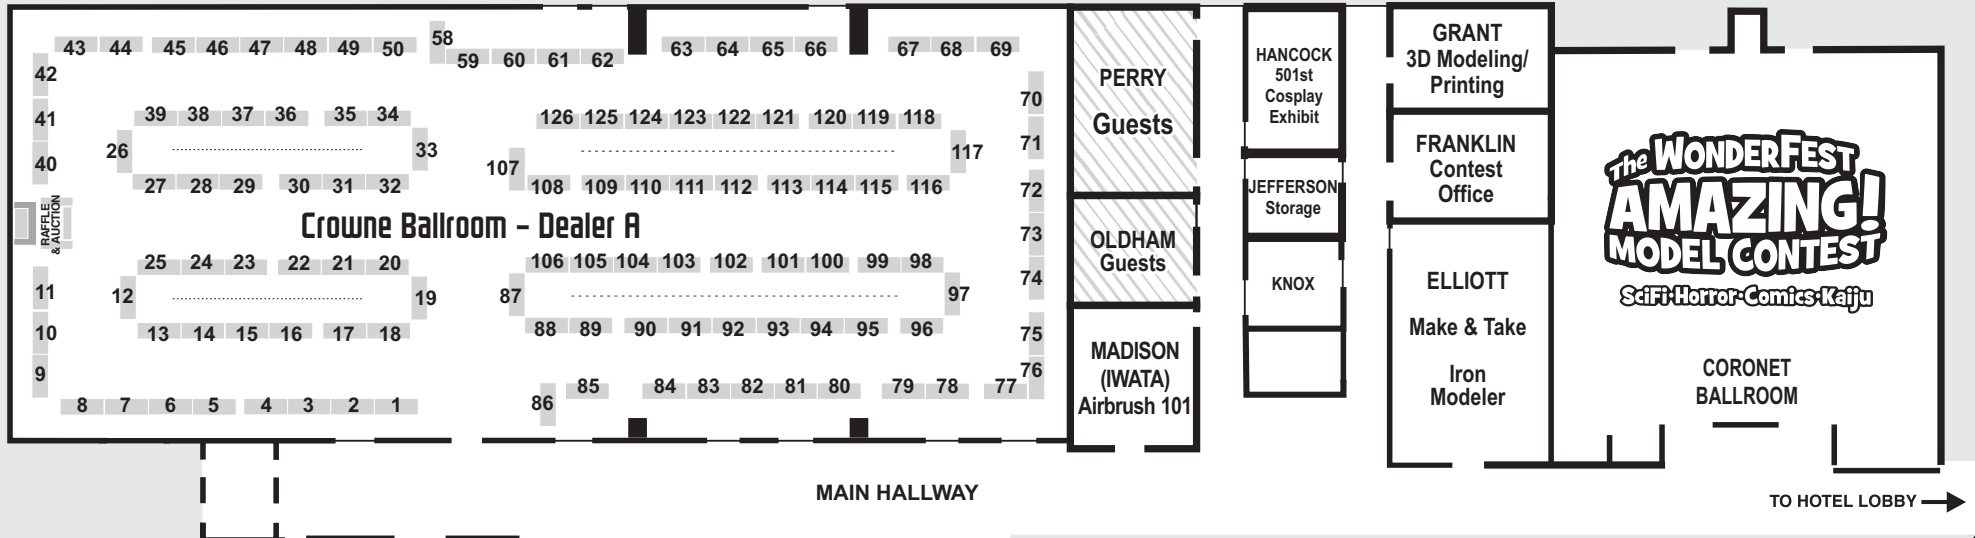 43 44 45 46 47 48 49 50
58
59 60 61 62
63 64 65 66
67 68 69
42
41
40
39 38 37 36 35 34
26
33
27 28 29 30 31 32
126 125 124 123 122 121 120 119 118
107
117
108 109 110 111 112 113 114 115 116
70
71
72
73
74
75
76
RAFFLE
& AUCTION
Crowne Ballroom – Dealer A
25 24 23 22 21 20
12
19
13 14 15 16 17 18
106 105 104 103 102 101 100 99 98
87
97
88 89 90 91 92 93 94 95 96
11
10
9
8 7 6 5 4 3 2 1
86
85 84 83 82 81 80 79 78 77
PERRY
Guests
OLDHAM
Guests
MADISON
(IWATA)
Airbrush 101
HANCOCK
501st
Cosplay
Exhibit
JEFFERSON
Storage
KNOX
GRANT
3D Modeling/
Printing
FRANKLIN
Contest
Office
ELLIOTT
Make & Take
Iron
Modeler
The WONDERFEST
AMAZING!
MODEL CONTEST
SciFi·Horror·Comics·Kaiju
CORONET
BALLROOM
MAIN HALLWAY
TO HOTEL LOBBY